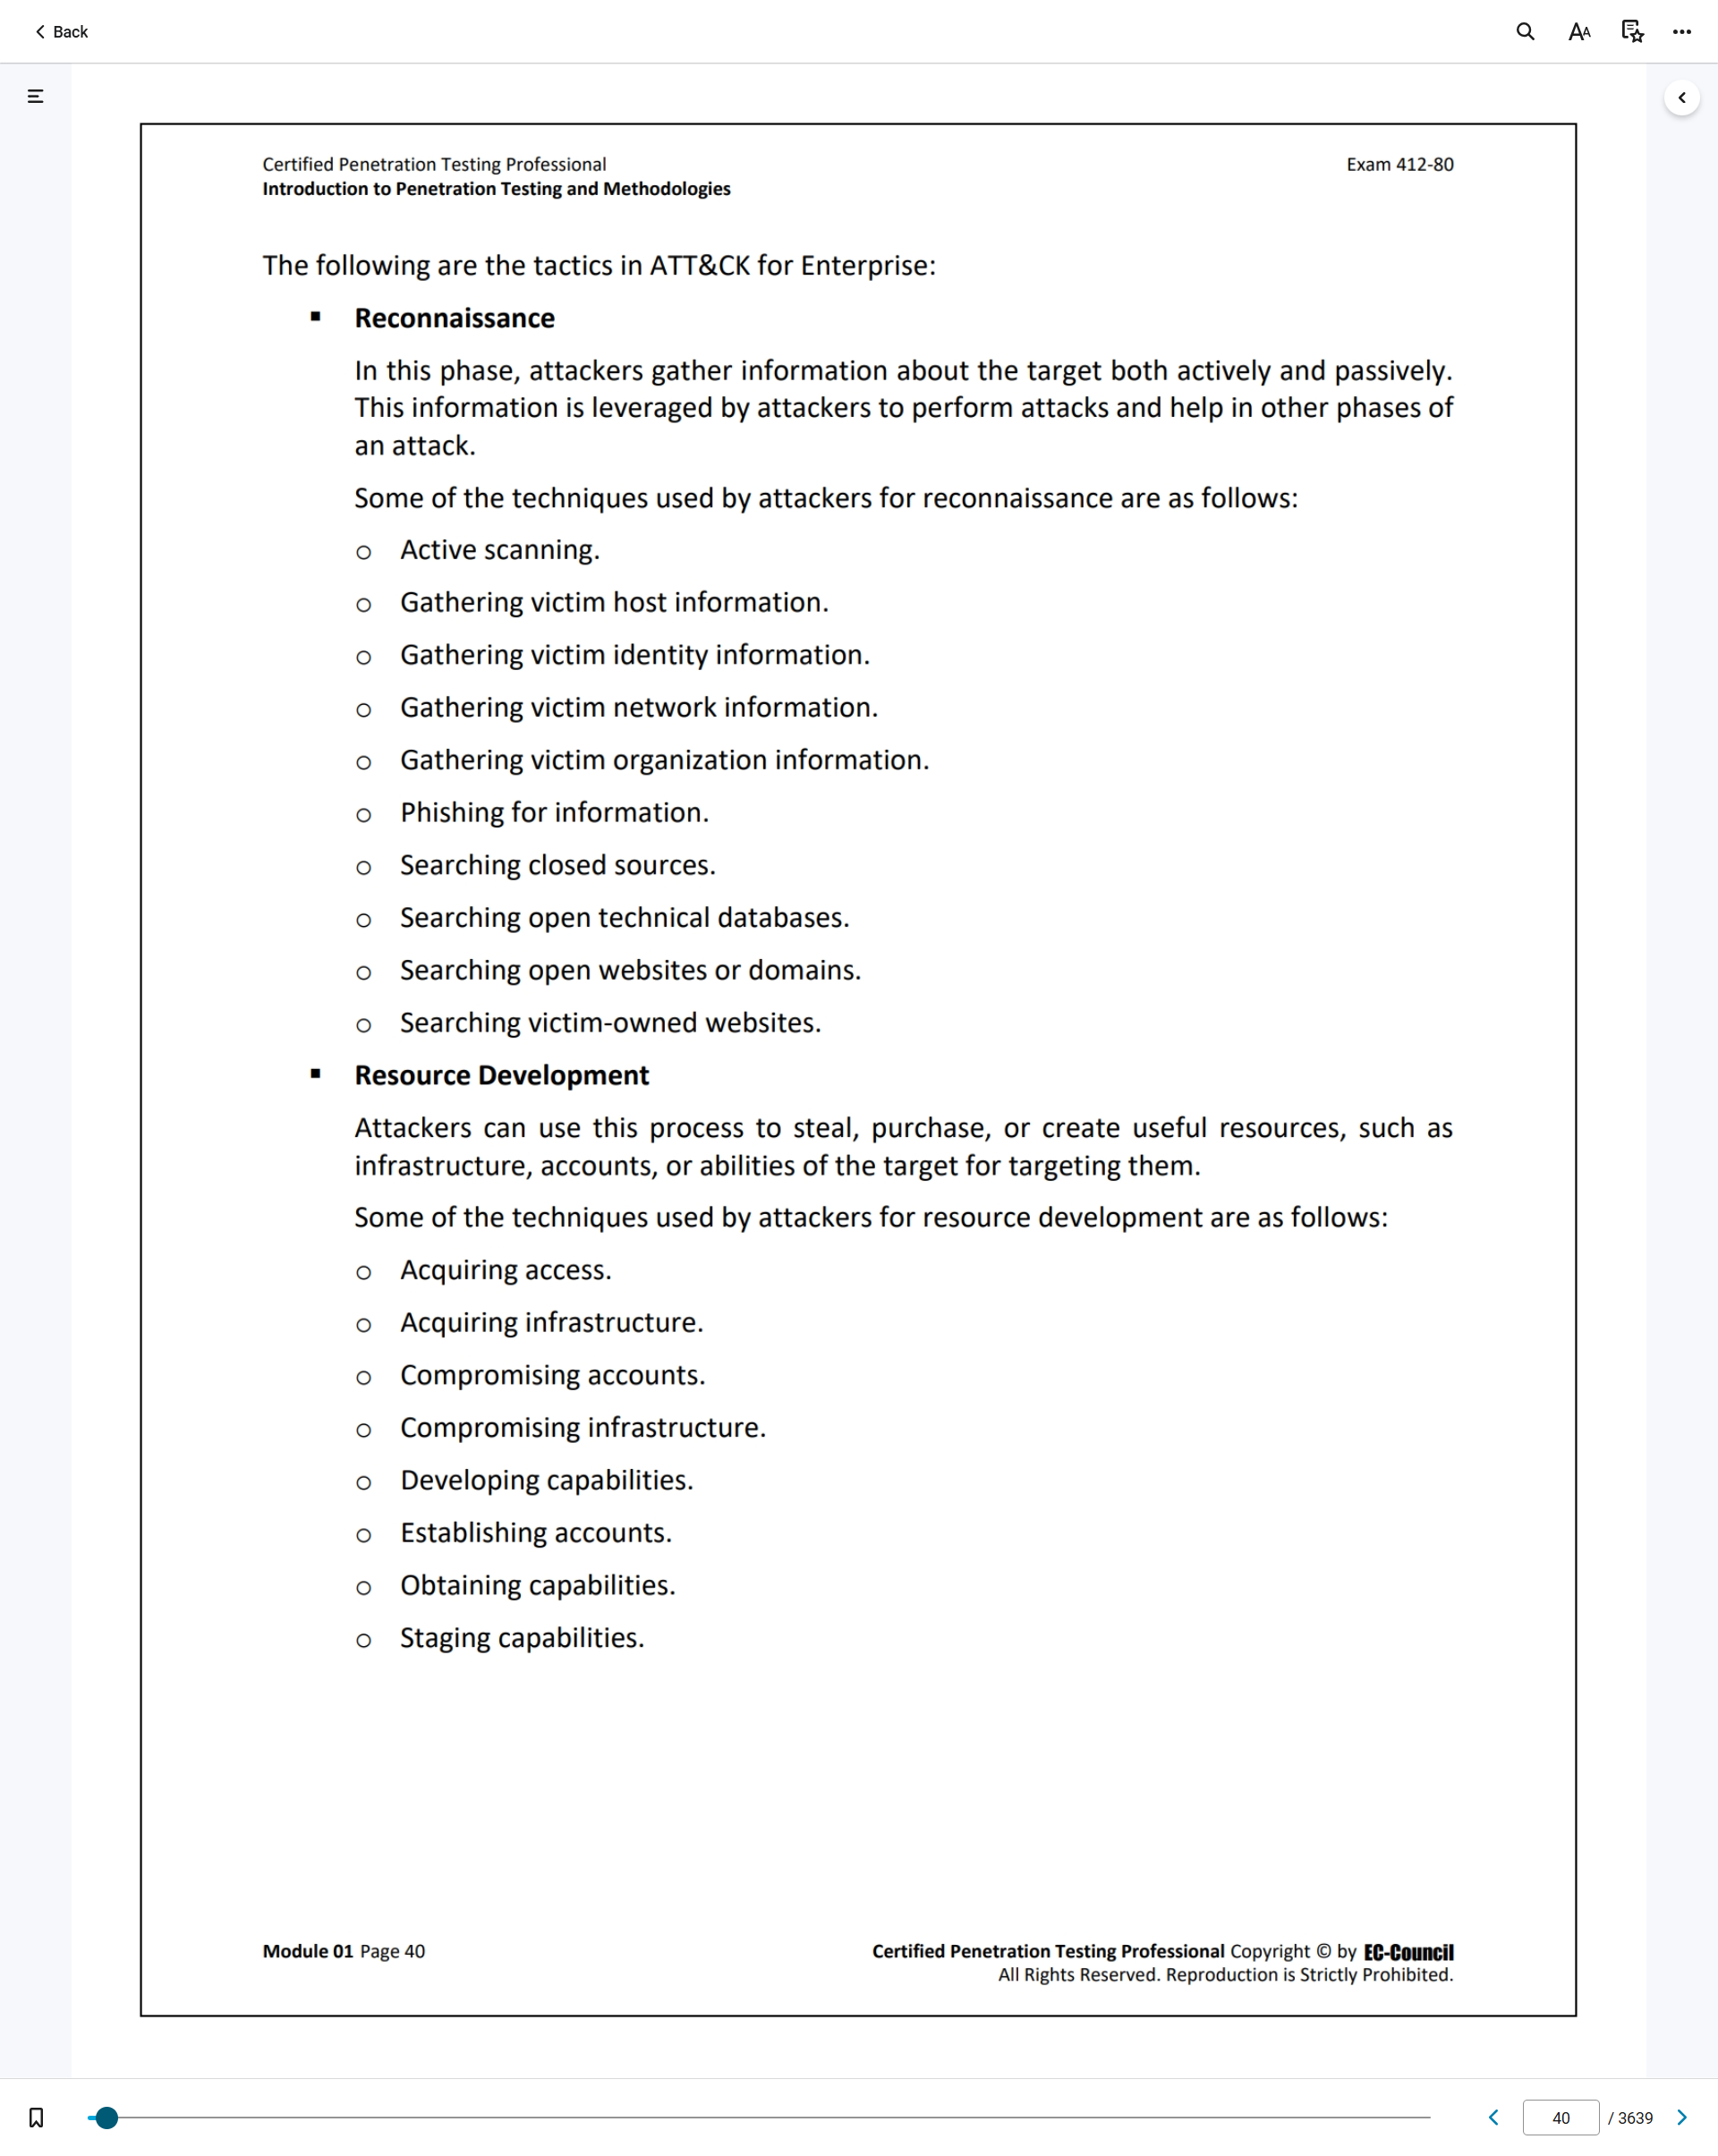 Back
Certified Penetration Testing Professional Exam 412-80
Introduction to Penetration Testing and Methodologies
The following are the tactics in ATT&CK for Enterprise:
▪ Reconnaissance
In this phase, attackers gather information about the target both actively and passively.
This information is leveraged by attackers to perform attacks and help in other phases of
an attack.
Some of the techniques used by attackers for reconnaissance are as follows:
o Active scanning.
o Gathering victim host information.
o Gathering victim identity information.
o Gathering victim network information.
o Gathering victim organization information.
o Phishing for information.
o Searching closed sources.
o Searching open technical databases.
o Searching open websites or domains.
o Searching victim-owned websites.
▪ Resource Development
Attackers can use this process to steal, purchase, or create useful resources, such as
infrastructure, accounts, or abilities of the target for targeting them.
Some of the techniques used by attackers for resource development are as follows:
o Acquiring access.
o Acquiring infrastructure.
o Compromising accounts.
o Compromising infrastructure.
o Developing capabilities.
o Establishing accounts.
o Obtaining capabilities.
o Staging capabilities.
Module 01 Page 40 Certified Penetration Testing Professional Copyright © by EC-Council
All Rights Reserved. Reproduction is Strictly Prohibited.
40 / 3639